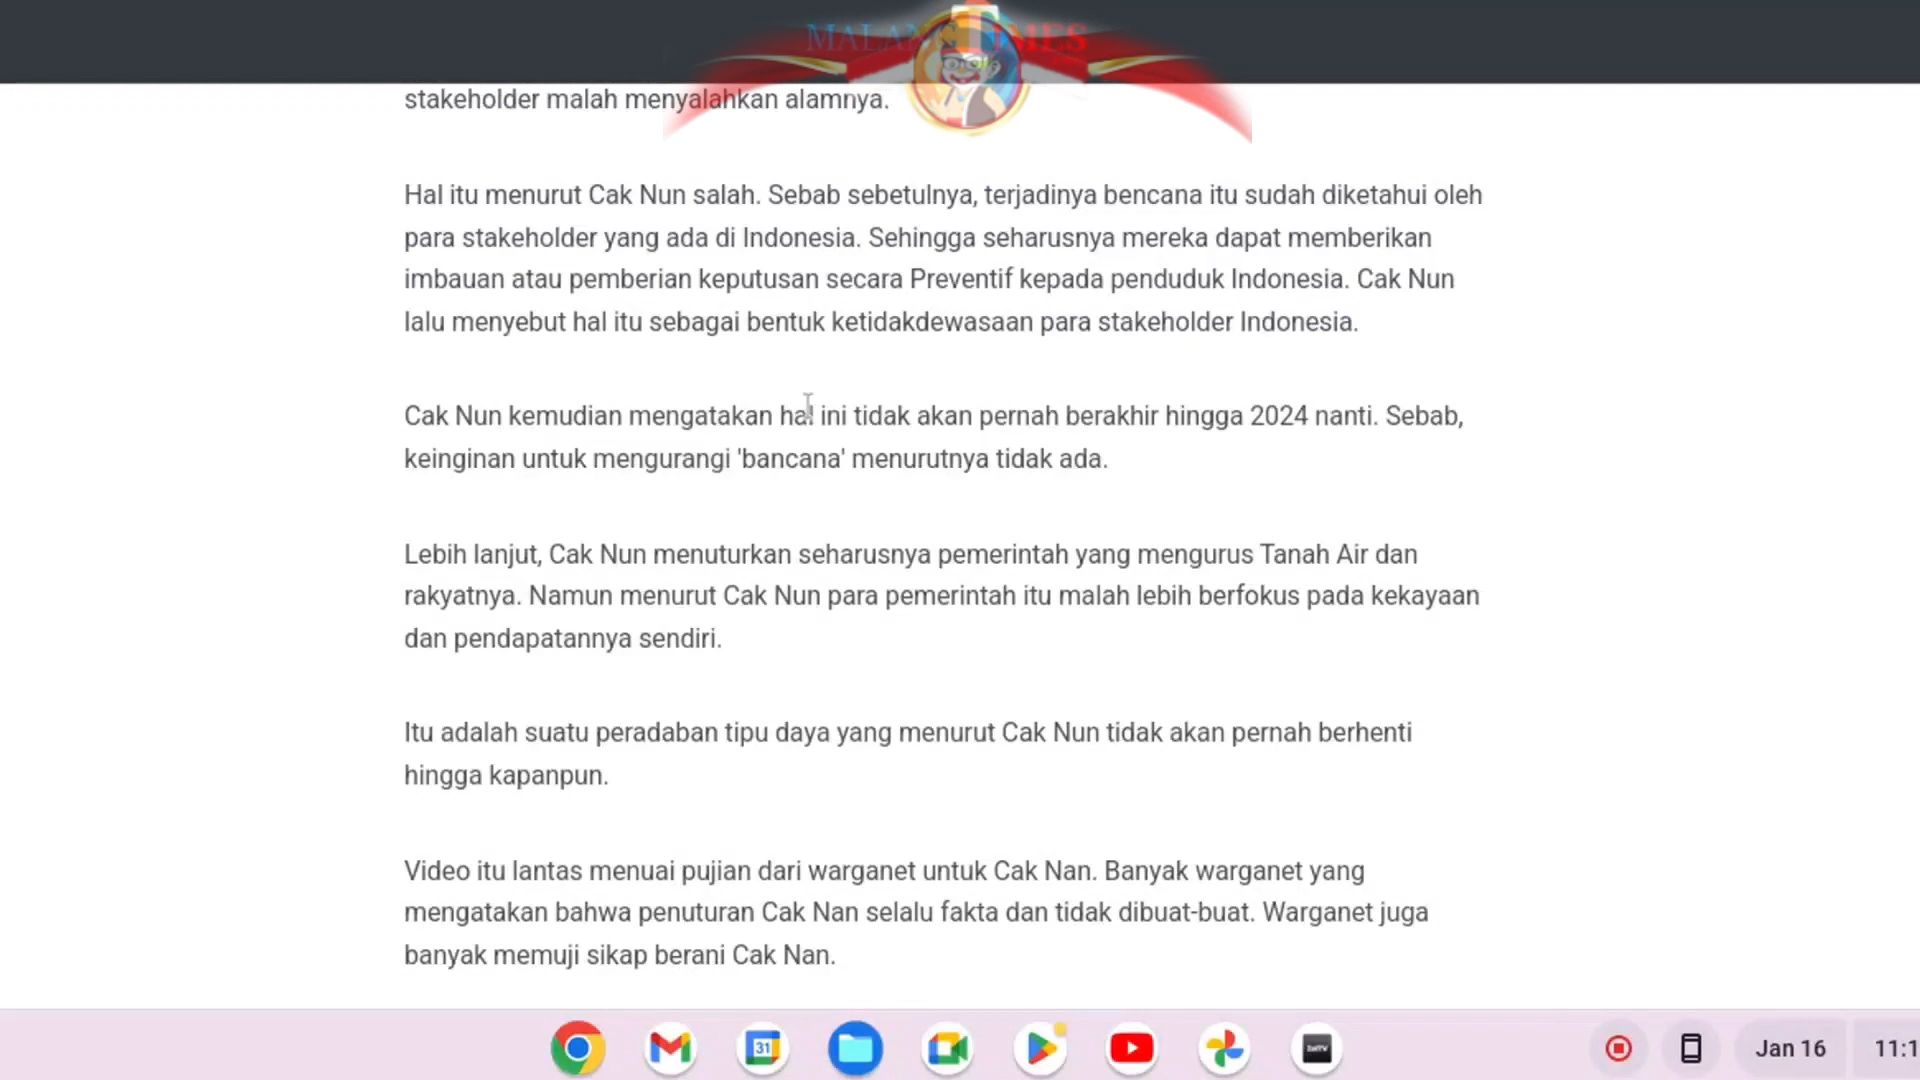 MALANGTIMES
stakeholder malah menyalahkan alamnya.
Hal itu menurut Cak Nun salah. Sebab sebetulnya, terjadinya bencana itu sudah diketahui oleh
para stakeholder yang ada di Indonesia. Sehingga seharusnya mereka dapat memberikan
imbauan atau pemberian keputusan secara Preventif kepada penduduk Indonesia. Cak Nun
lalu menyebut hal itu sebagai bentuk ketidakdewasaan para stakeholder Indonesia.
Cak Nun kemudian mengatakan hal ini tidak akan pernah berakhir hingga 2024 nanti. Sebab,
keinginan untuk mengurangi 'bancana' menurutnya tidak ada.
Lebih lanjut, Cak Nun menuturkan seharusnya pemerintah yang mengurus Tanah Air dan
rakyatnya. Namun menurut Cak Nun para pemerintah itu malah lebih berfokus pada kekayaan
dan pendapatannya sendiri.
Itu adalah suatu peradaban tipu daya yang menurut Cak Nun tidak akan pernah berhenti
hingga kapanpun.
Video itu lantas menuai pujian dari warganet untuk Cak Nan. Banyak warganet yang
mengatakan bahwa penuturan Cak Nan selalu fakta dan tidak dibuat-buat. Warganet juga
banyak memuji sikap berani Cak Nan.
31
Jan 16
11:1